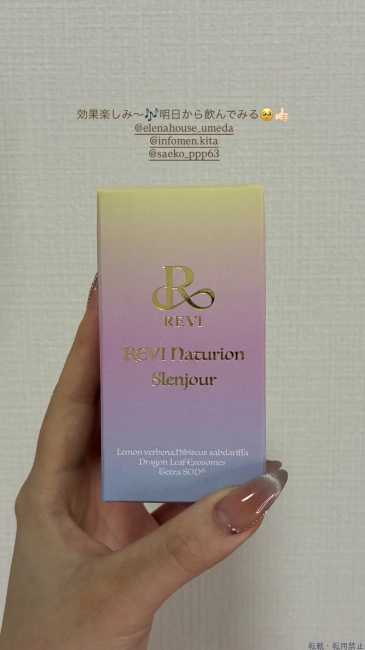 効果楽しみ〜🎶明日から飲んでみる🥺👍🏻
@elenahouse_umeda
@infomen.kita
@saeko_ppp63
R
REVI
REVI Naturion
Slenjour
Lemon verbena,Hibiscus sabdariffa
Dragon Leaf Exosomes
Tetra SOD®
転載・転用禁止